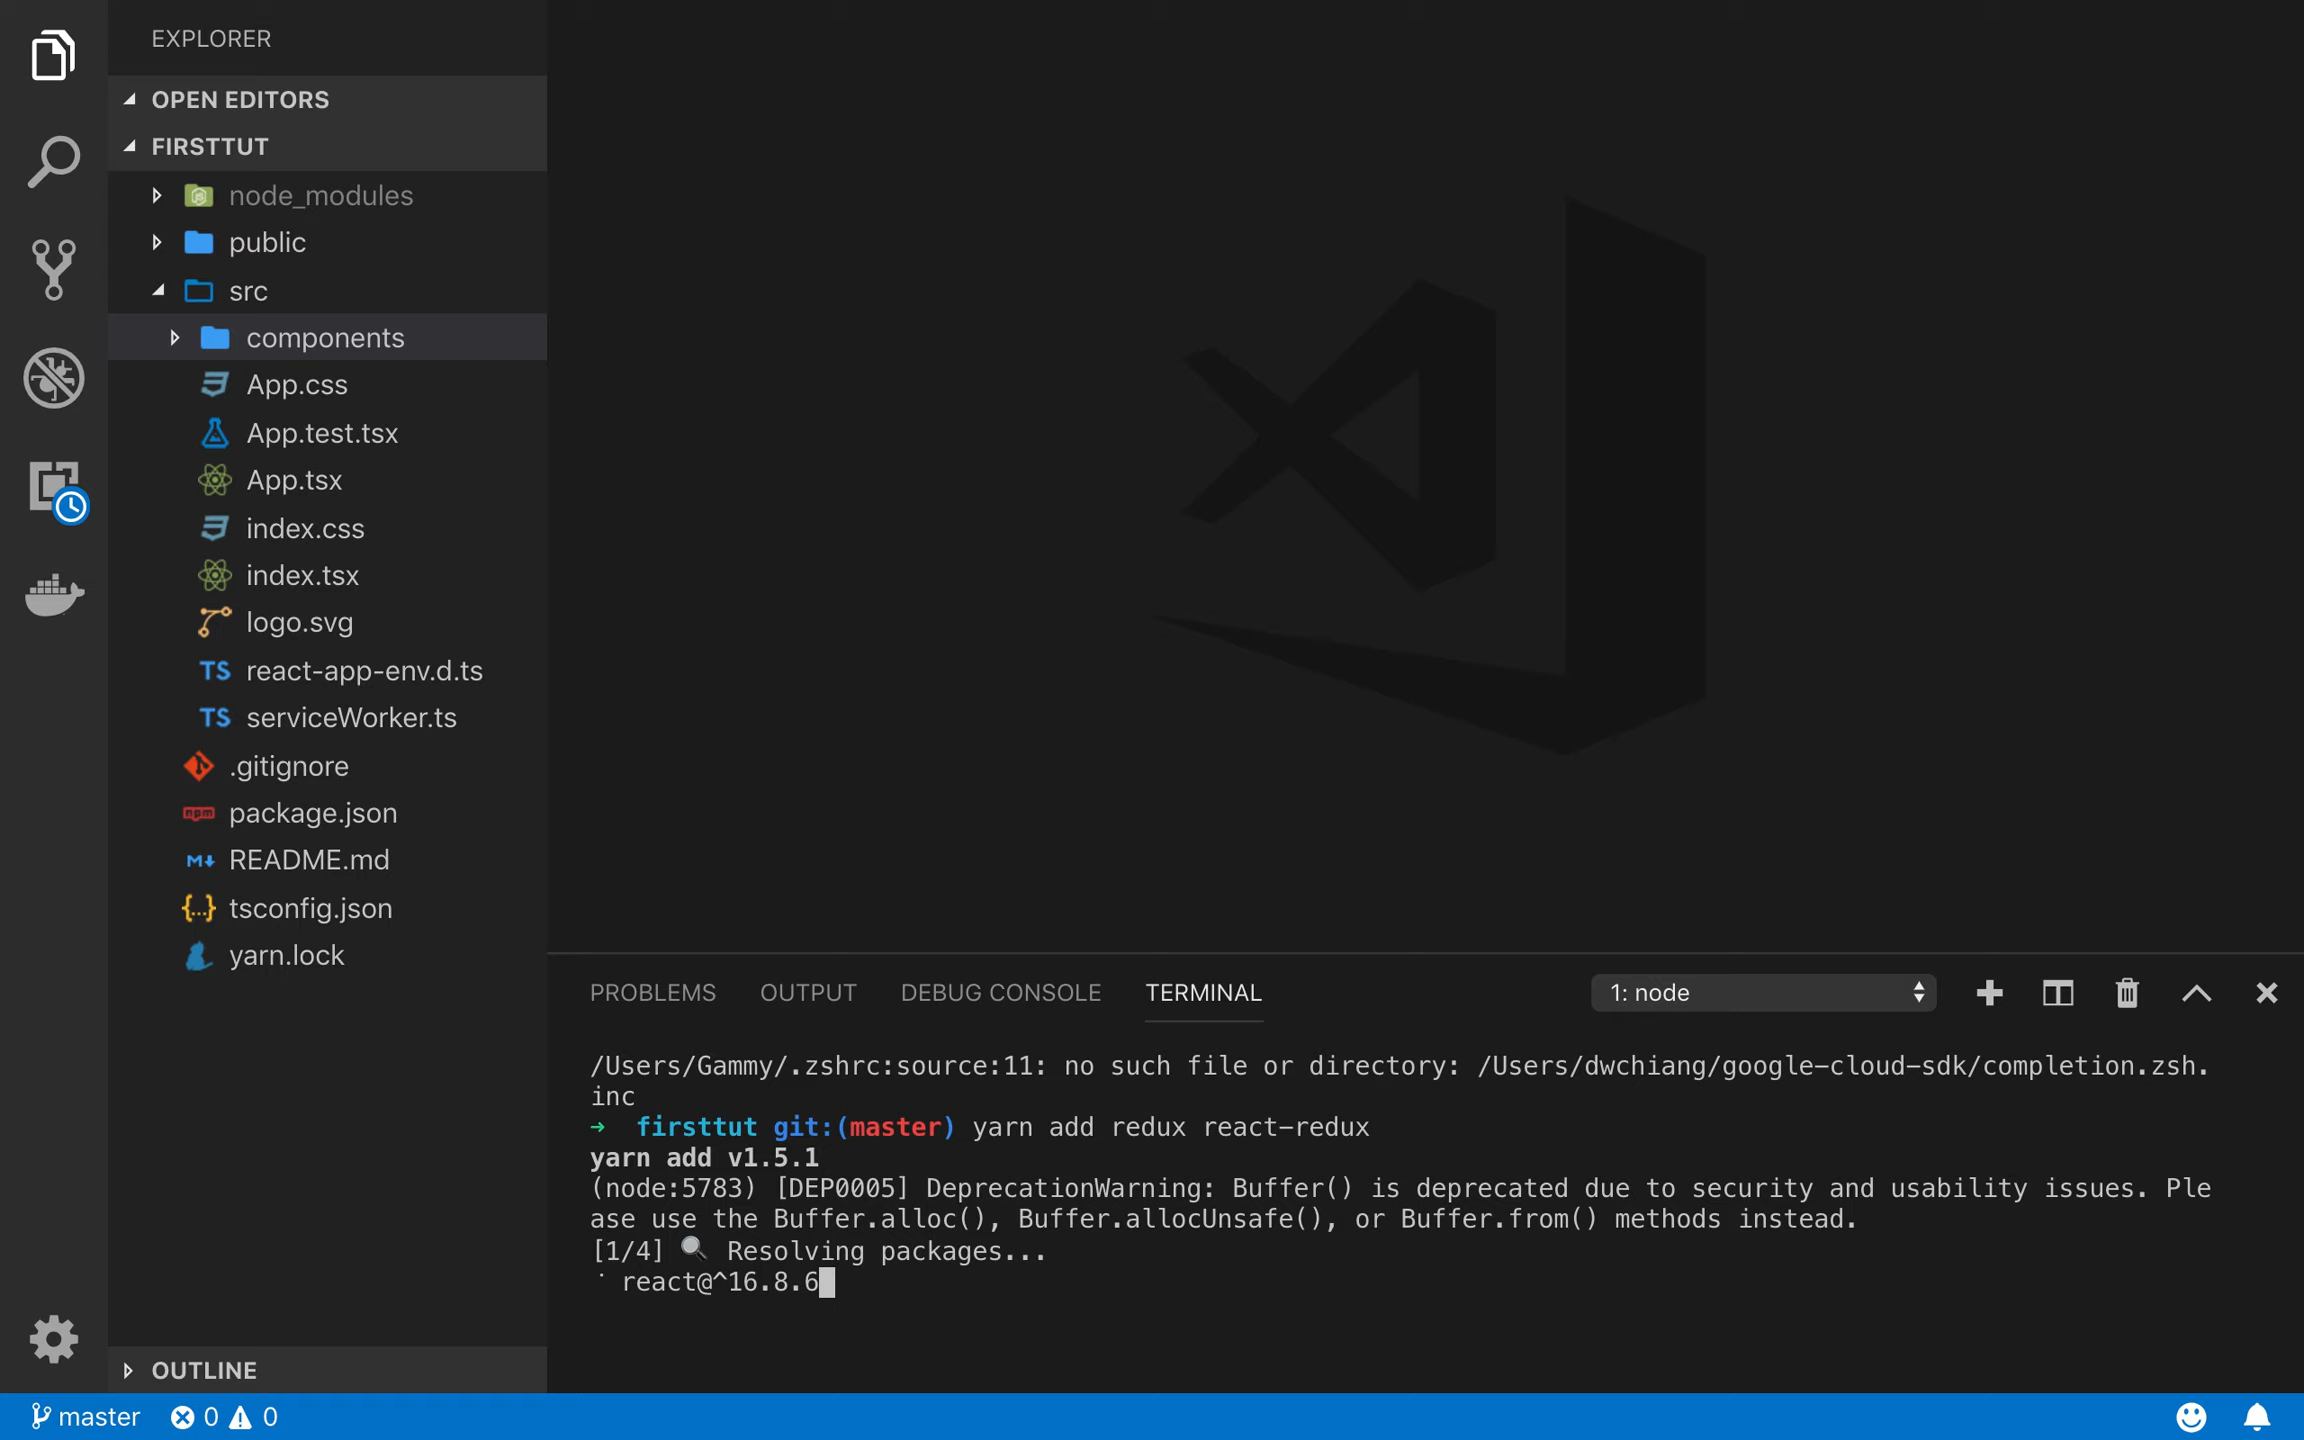 EXPLORER
OPEN EDITORS
FIRSTTUT
node_modules
public
src
components
App.css
App.test.tsx
App.tsx
index.css
index.tsx
logo.svg
TS react-app-env.d.ts
TS serviceWorker.ts
.gitignore
npm package.json
M README.md
{...} tsconfig.json
yarn.lock
OUTLINE
PROBLEMS OUTPUT DEBUG CONSOLE TERMINAL 1: node
/Users/Gammy/.zshrc:source:11: no such file or directory: /Users/dwchiang/google-cloud-sdk/completion.zsh.
inc
→ firsttut git:(master) yarn add redux react-redux
yarn add v1.5.1
(node:5783) [DEP0005] DeprecationWarning: Buffer() is deprecated due to security and usability issues. Ple
ase use the Buffer.alloc(), Buffer.allocUnsafe(), or Buffer.from() methods instead.
[1/4] 🔍 Resolving packages...
⠈ react@^16.8.6
master 0 0